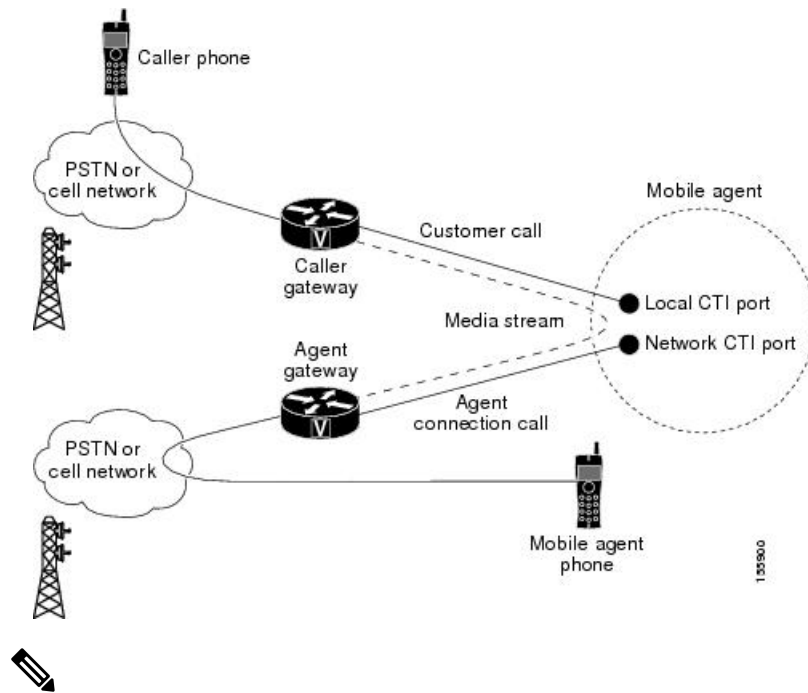 Caller phone
PSTN or
cell network
Mobile agent
Customer call
V
Caller
gateway
Local CTI port
Media stream
Network CTI port
Agent
gateway
V
Agent
connection call
PSTN or
cell network
Mobile agent
phone
155900